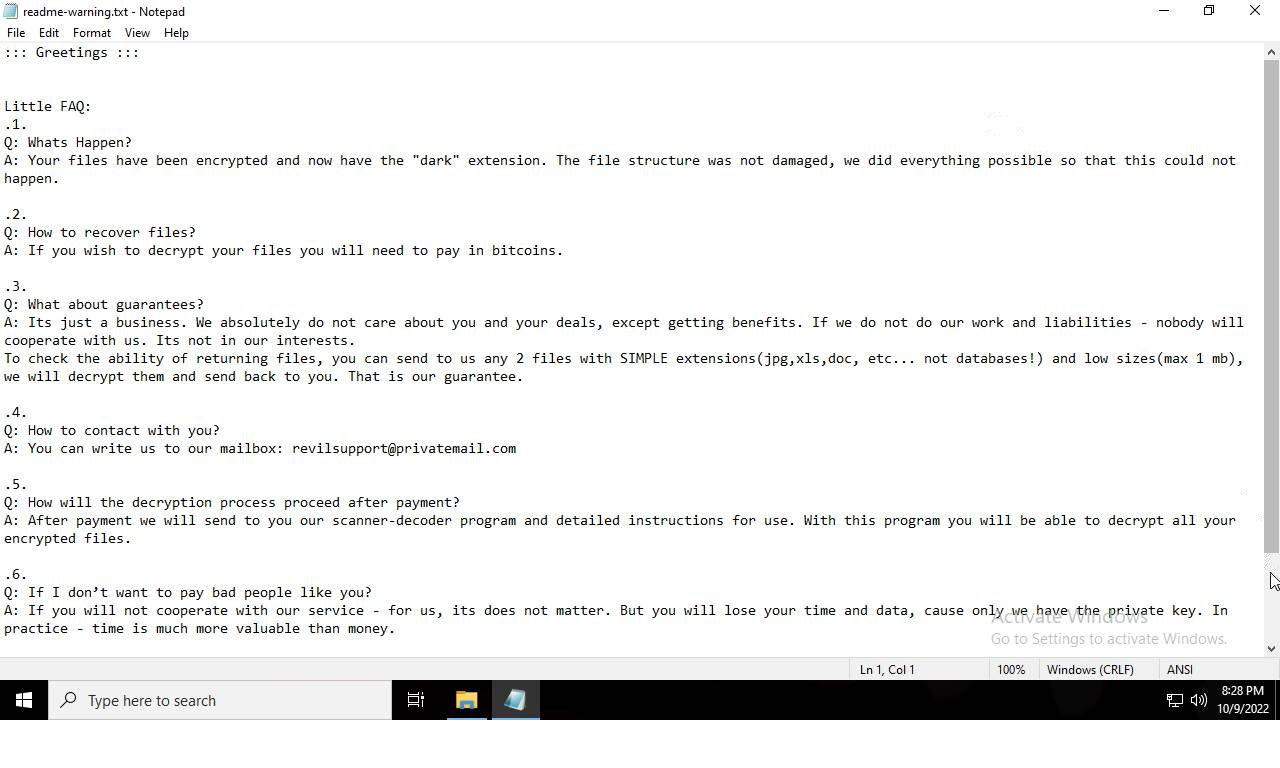 readme-warning.txt - Notepad
File Edit Format View Help
::: Greetings :::
Little FAQ:
.1.
Q: Whats Happen?
A: Your files have been encrypted and now have the "dark" extension. The file structure was not damaged, we did everything possible so that this could not
happen.
.2.
Q: How to recover files?
A: If you wish to decrypt your files you will need to pay in bitcoins.
.3.
Q: What about guarantees?
A: Its just a business. We absolutely do not care about you and your deals, except getting benefits. If we do not do our work and liabilities - nobody will
cooperate with us. Its not in our interests.
To check the ability of returning files, you can send to us any 2 files with SIMPLE extensions(jpg,xls,doc, etc... not databases!) and low sizes(max 1 mb),
we will decrypt them and send back to you. That is our guarantee.
.4.
Q: How to contact with you?
A: You can write us to our mailbox: revilsupport@privatemail.com
.5.
Q: How will the decryption process proceed after payment?
A: After payment we will send to you our scanner-decoder program and detailed instructions for use. With this program you will be able to decrypt all your
encrypted files.
.6.
Q: If I don’t want to pay bad people like you?
A: If you will not cooperate with our service - for us, its does not matter. But you will lose your time and data, cause only we have the private key. In
practice - time is much more valuable than money.
Activate Windows
Go to Settings to activate Windows.
Ln 1, Col 1 100% Windows (CRLF) ANSI
Type here to search
8:28 PM
10/9/2022